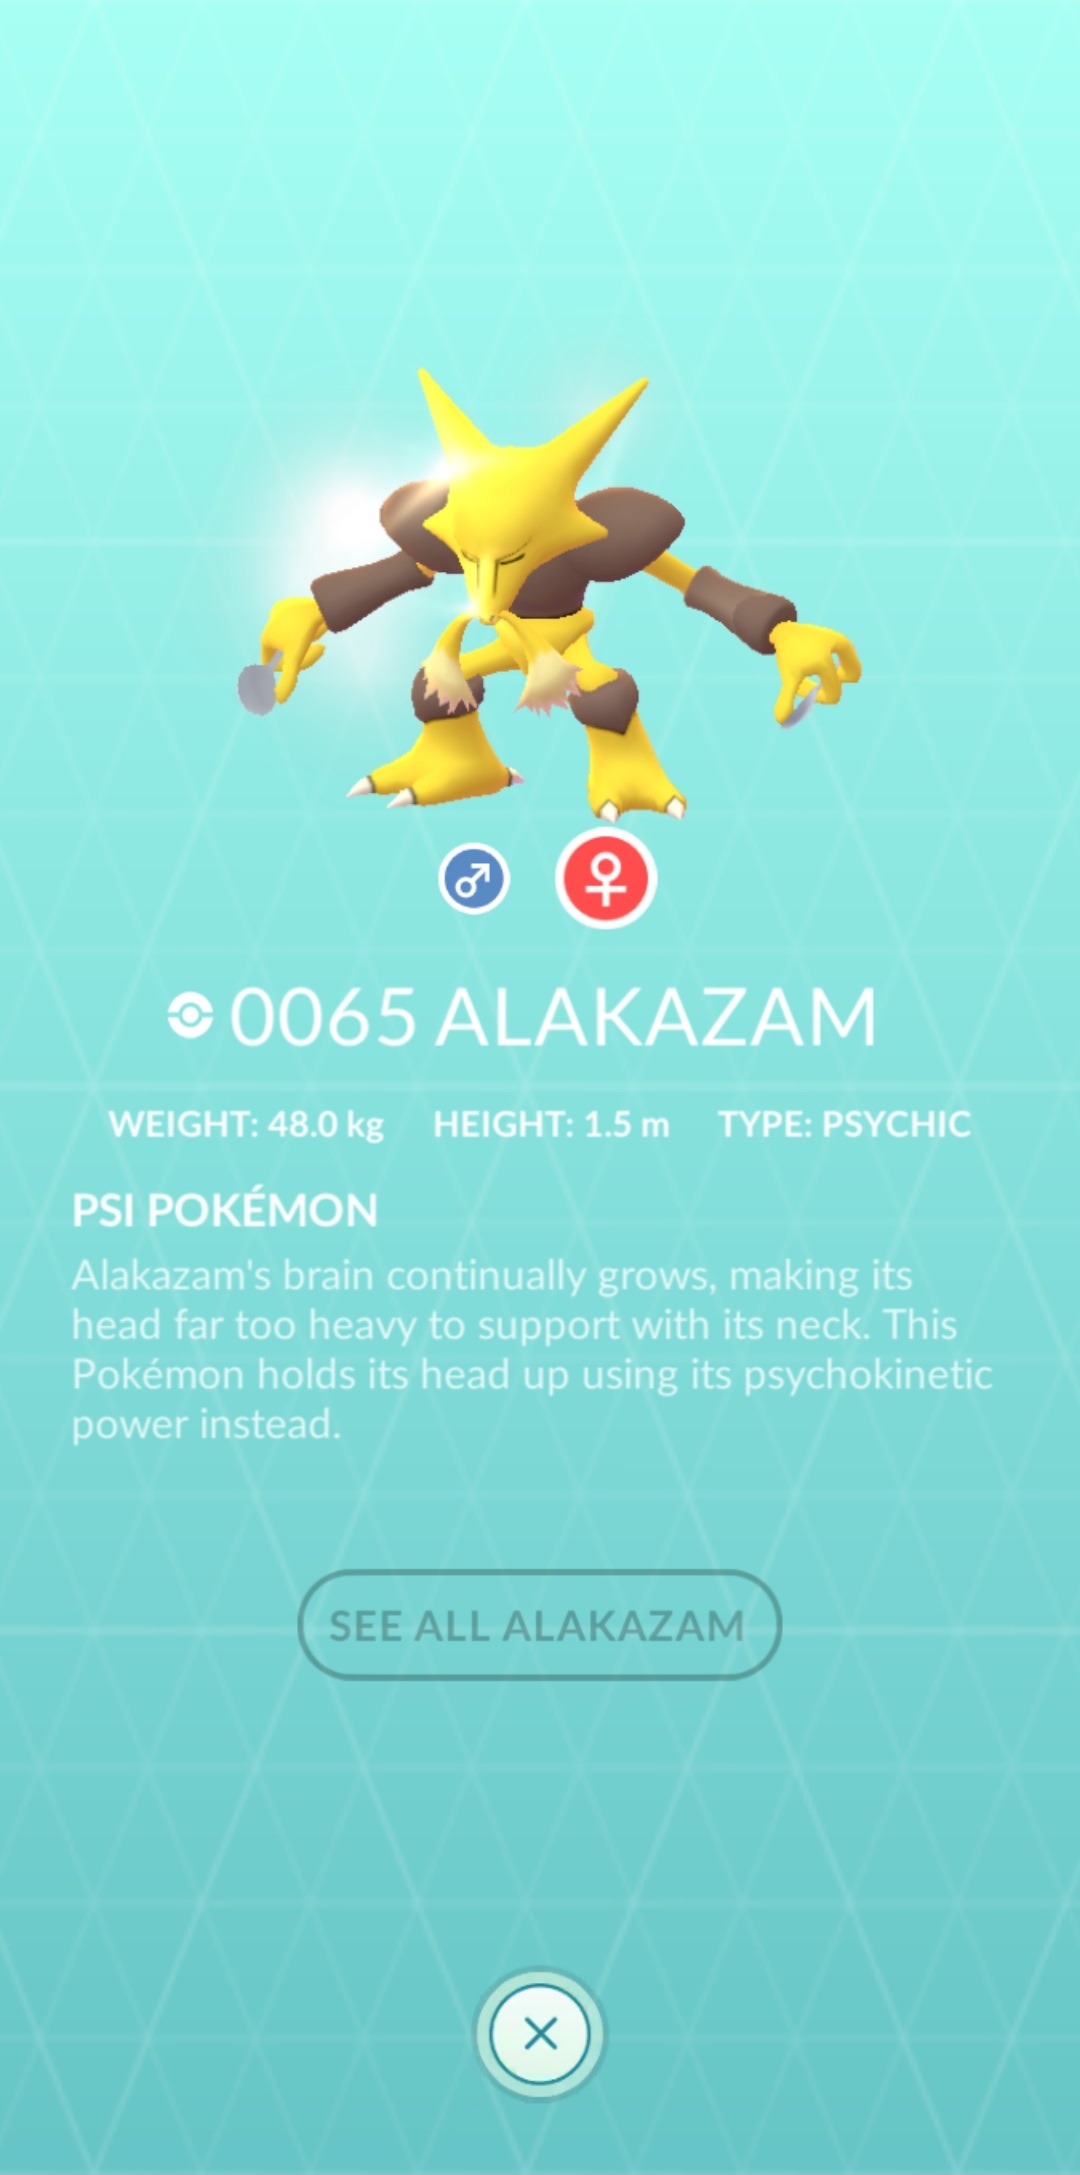 0065 ALAKAZAM
WEIGHT: 48.0 kg HEIGHT: 1.5 m TYPE: PSYCHIC
PSI POKÉMON
Alakazam's brain continually grows, making its
head far too heavy to support with its neck. This
Pokémon holds its head up using its psychokinetic
power instead.
SEE ALL ALAKAZAM